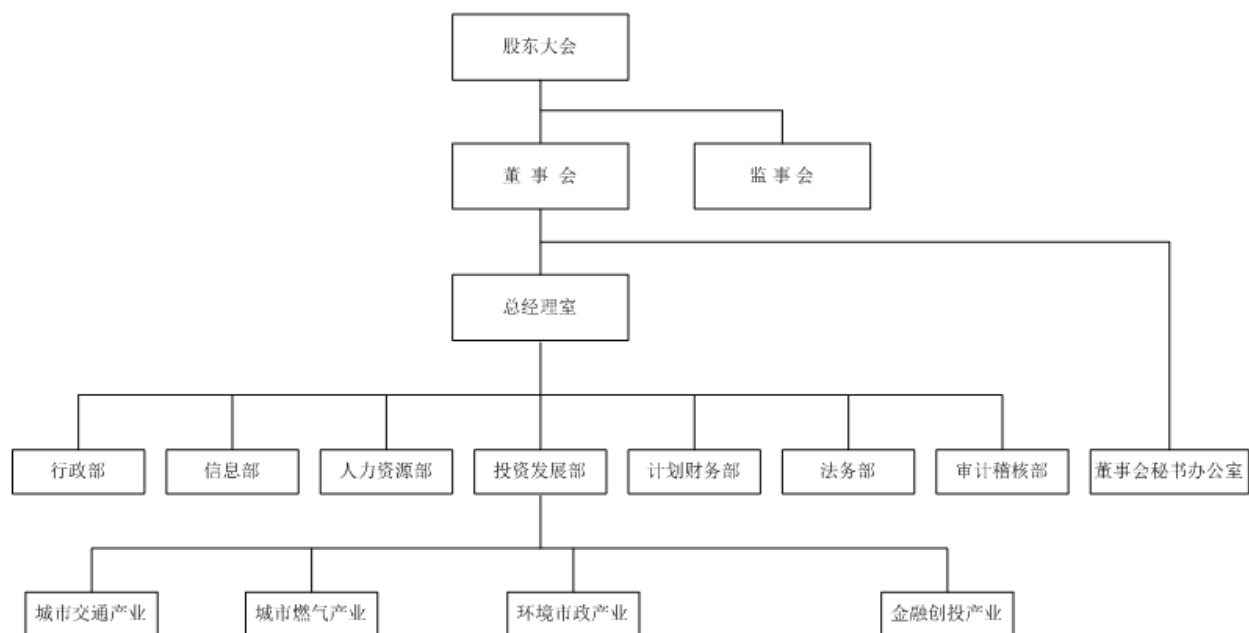 股东大会
董 事 会
监 事 会
总经理室
行政部
信息部
人力资源部
投资发展部
计划财务部
法务部
审计稽核部
董事会秘书办公室
城市交通产业
城市燃气产业
环境市政产业
金融创投产业